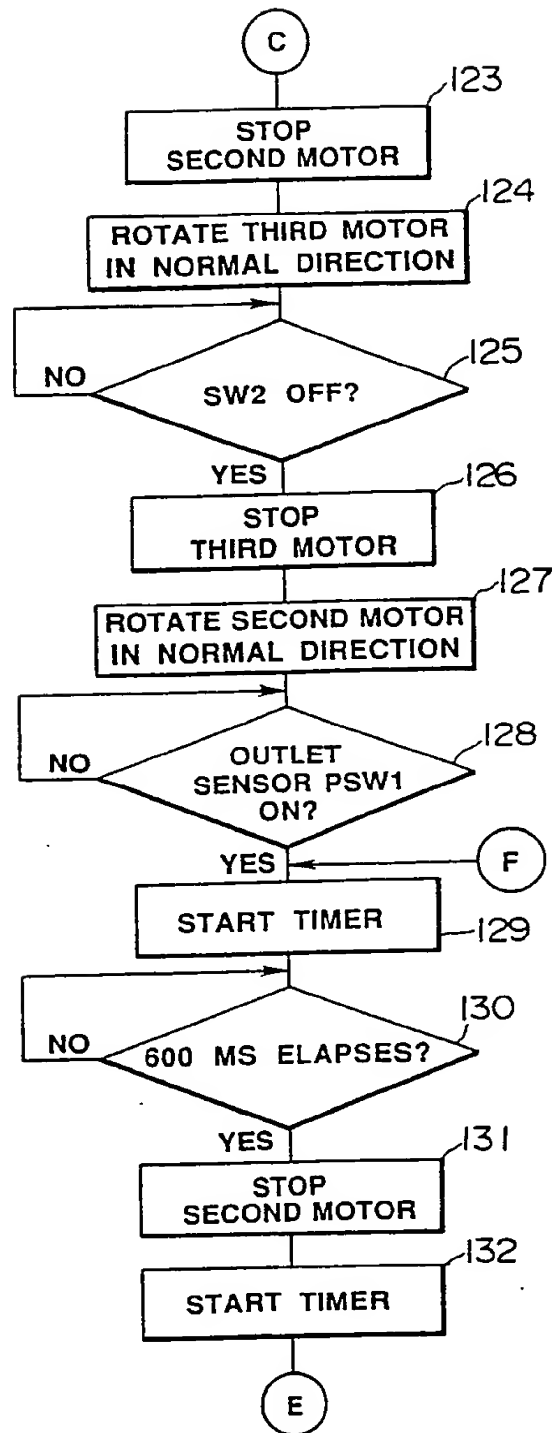 C
123
STOP
SECOND MOTOR
124
ROTATE THIRD MOTOR
IN NORMAL DIRECTION
125
NO
SW2 OFF?
YES
126
STOP
THIRD MOTOR
127
ROTATE SECOND MOTOR
IN NORMAL DIRECTION
128
NO
OUTLET
SENSOR PSW1
ON?
YES
F
START TIMER
129
130
NO
600 MS ELAPSES?
YES
131
STOP
SECOND MOTOR
132
START TIMER
E